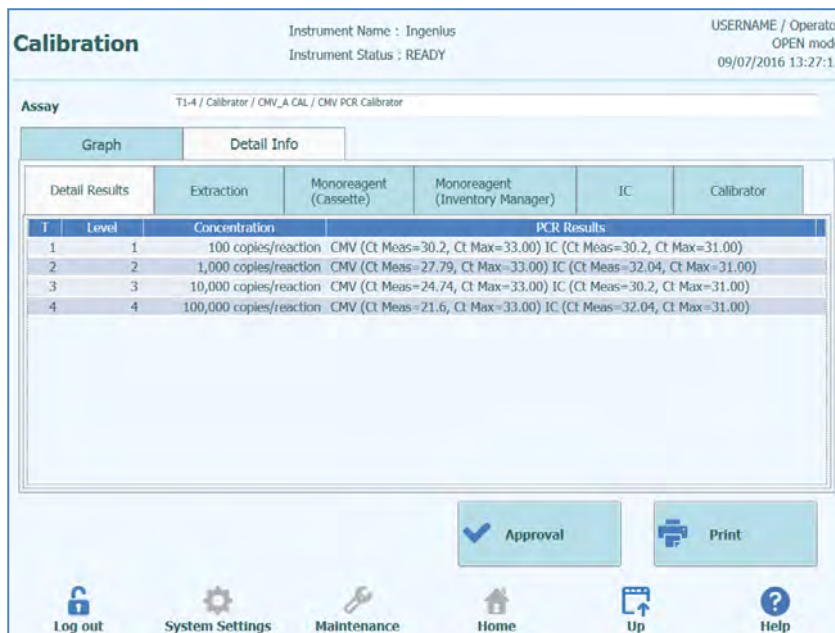 Calibration
Instrument Name : Ingenius
Instrument Status : READY
USERNAME / Operato
OPEN mod
09/07/2016 13:27:1
Assay
T1-4 / Calibrator / CMV_A CAL / CMV PCR Calibrator
Graph
Detail Info
Detail Results
Extraction
Monoreagent
(Cassette)
Monoreagent
(Inventory Manager)
IC
Calibrator
T Level Concentration PCR Results
1 1 100 copies/reaction CMV (Ct Meas=30.2, Ct Max=33.00) IC (Ct Meas=30.2, Ct Max=31.00)
2 2 1,000 copies/reaction CMV (Ct Meas=27.79, Ct Max=33.00) IC (Ct Meas=32.04, Ct Max=31.00)
3 3 10,000 copies/reaction CMV (Ct Meas=24.74, Ct Max=33.00) IC (Ct Meas=30.2, Ct Max=31.00)
4 4 100,000 copies/reaction CMV (Ct Meas=21.6, Ct Max=33.00) IC (Ct Meas=32.04, Ct Max=31.00)
Approval
Print
Log out
System Settings
Maintenance
Home
Up
Help